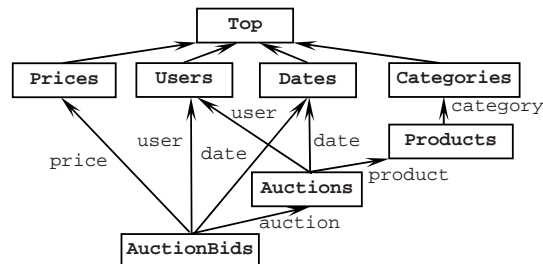 Top
Prices Users Dates Categories
user category
user date Products
price date
Auctions product
auction
AuctionBids